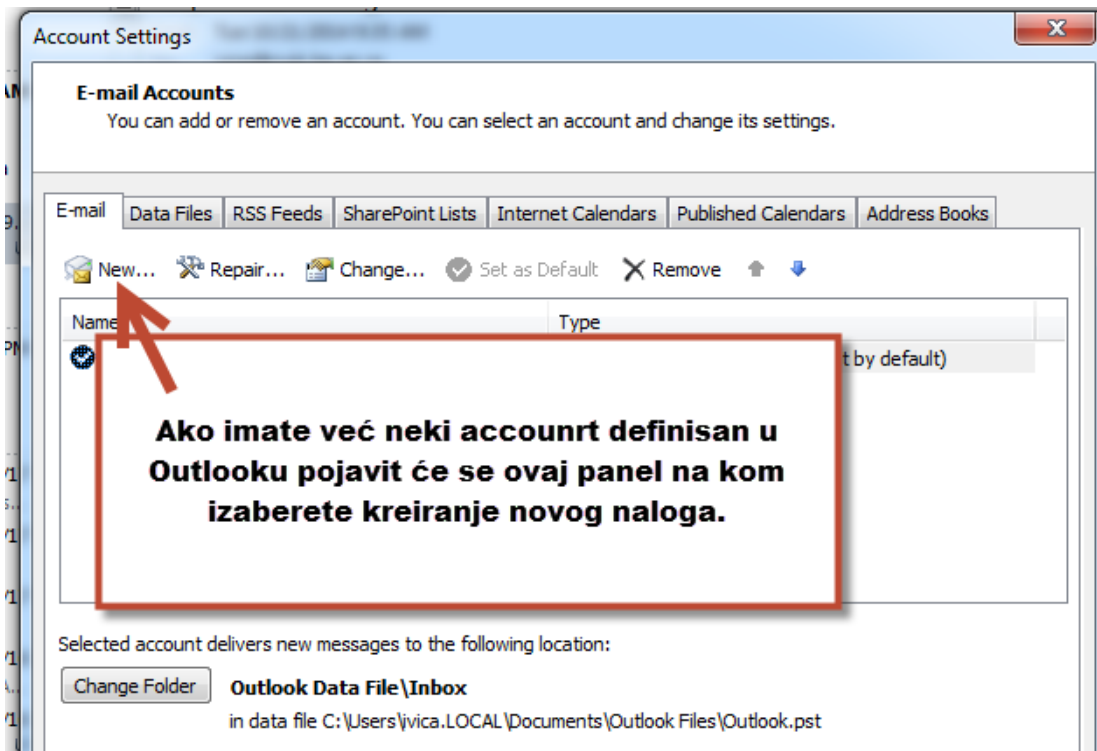 Account Settings
E-mail Accounts
You can add or remove an account. You can select an account and change its settings.
E-mail Data Files RSS Feeds SharePoint Lists Internet Calendars Published Calendars Address Books
New... Repair... Change... Set as Default Remove
Name Type
t by default)
Ako imate već neki accounrt definisan u
Outlooku pojavit će se ovaj panel na kom
izaberete kreiranje novog naloga.
Selected account delivers new messages to the following location:
Change Folder Outlook Data File\Inbox
in data file C:\Users\ivica.LOCAL\Documents\Outlook Files\Outlook.pst